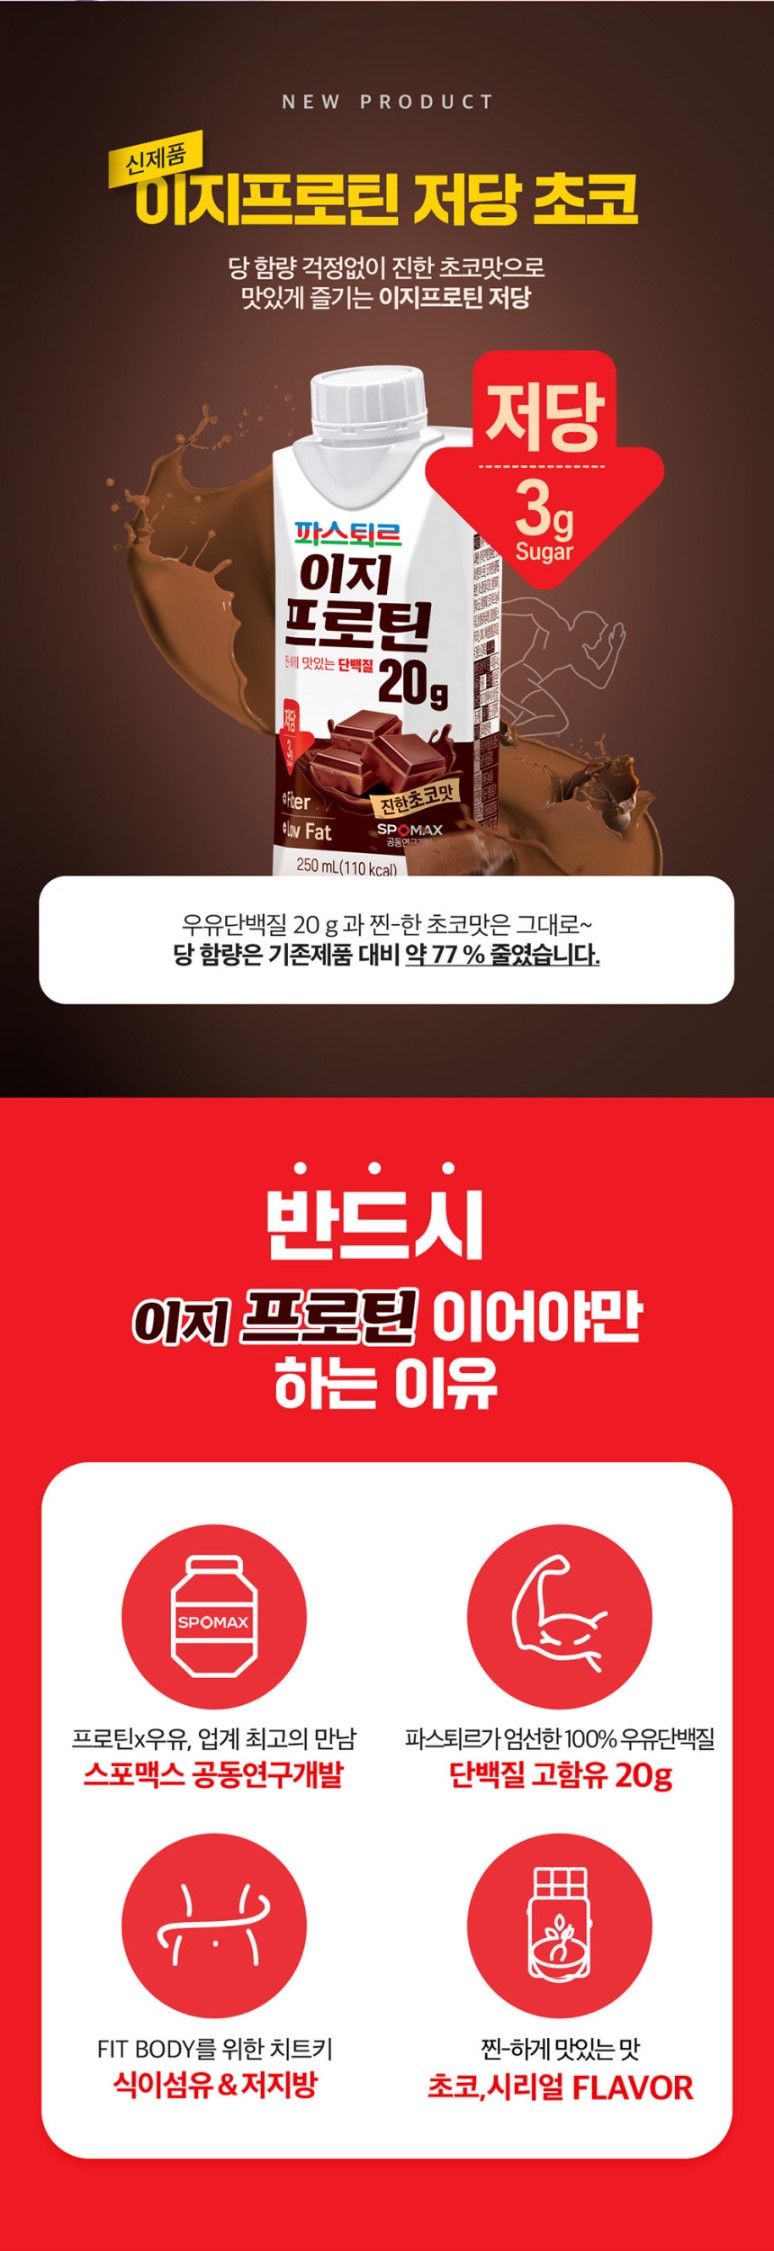 NEW PRODUCT
신제품
이지프로틴 저당 초코
당 함량 걱정없이 진한 초코맛으로
맛있게 즐기는 이지프로틴 저당
저당
3g
Sugar
파스퇴르
이지
프로틴
찐-하게 맛있는 단백질
20g
저당
3g
Fiber
Low Fat
진한초코맛
SPOMAX
250 mL(110 kcal)
우유단백질 20 g 과 찐-한 초코맛은 그대로~
당 함량은 기존제품 대비 약 77 % 줄였습니다.
반드시
이지 프로틴 이어야만
하는 이유
SPOMAX
프로틴x우유, 업계 최고의 만남
스포맥스 공동연구개발
파스퇴르가 엄선한 100% 우유단백질
단백질 고함유 20g
FIT BODY를 위한 치트키
식이섬유 & 저지방
찐-하게 맛있는 맛
초코,시리얼 FLAVOR